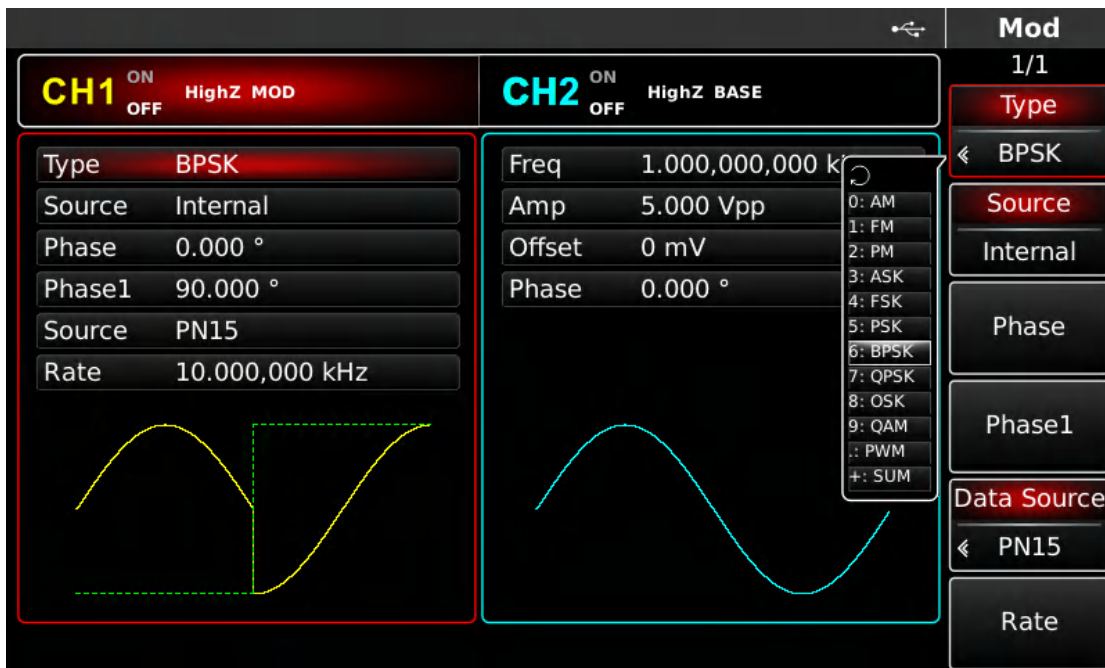 Mod
1/1
CH1 ON OFF HighZ MOD
CH2 ON OFF HighZ BASE
Type BPSK
Source Internal
Phase 0.000 °
Phase1 90.000 °
Source PN15
Rate 10.000,000 kHz
Freq 1.000,000,000
Amp 5.000 Vpp
Offset 0 mV
Phase 0.000 °
0: AM
1: FM
2: PM
3: ASK
4: FSK
5: PSK
6: BPSK
7: QPSK
8: OSK
9: QAM
.: PWM
+: SUM
Type
BPSK
Source
Internal
Phase
Phase1
Data Source
PN15
Rate